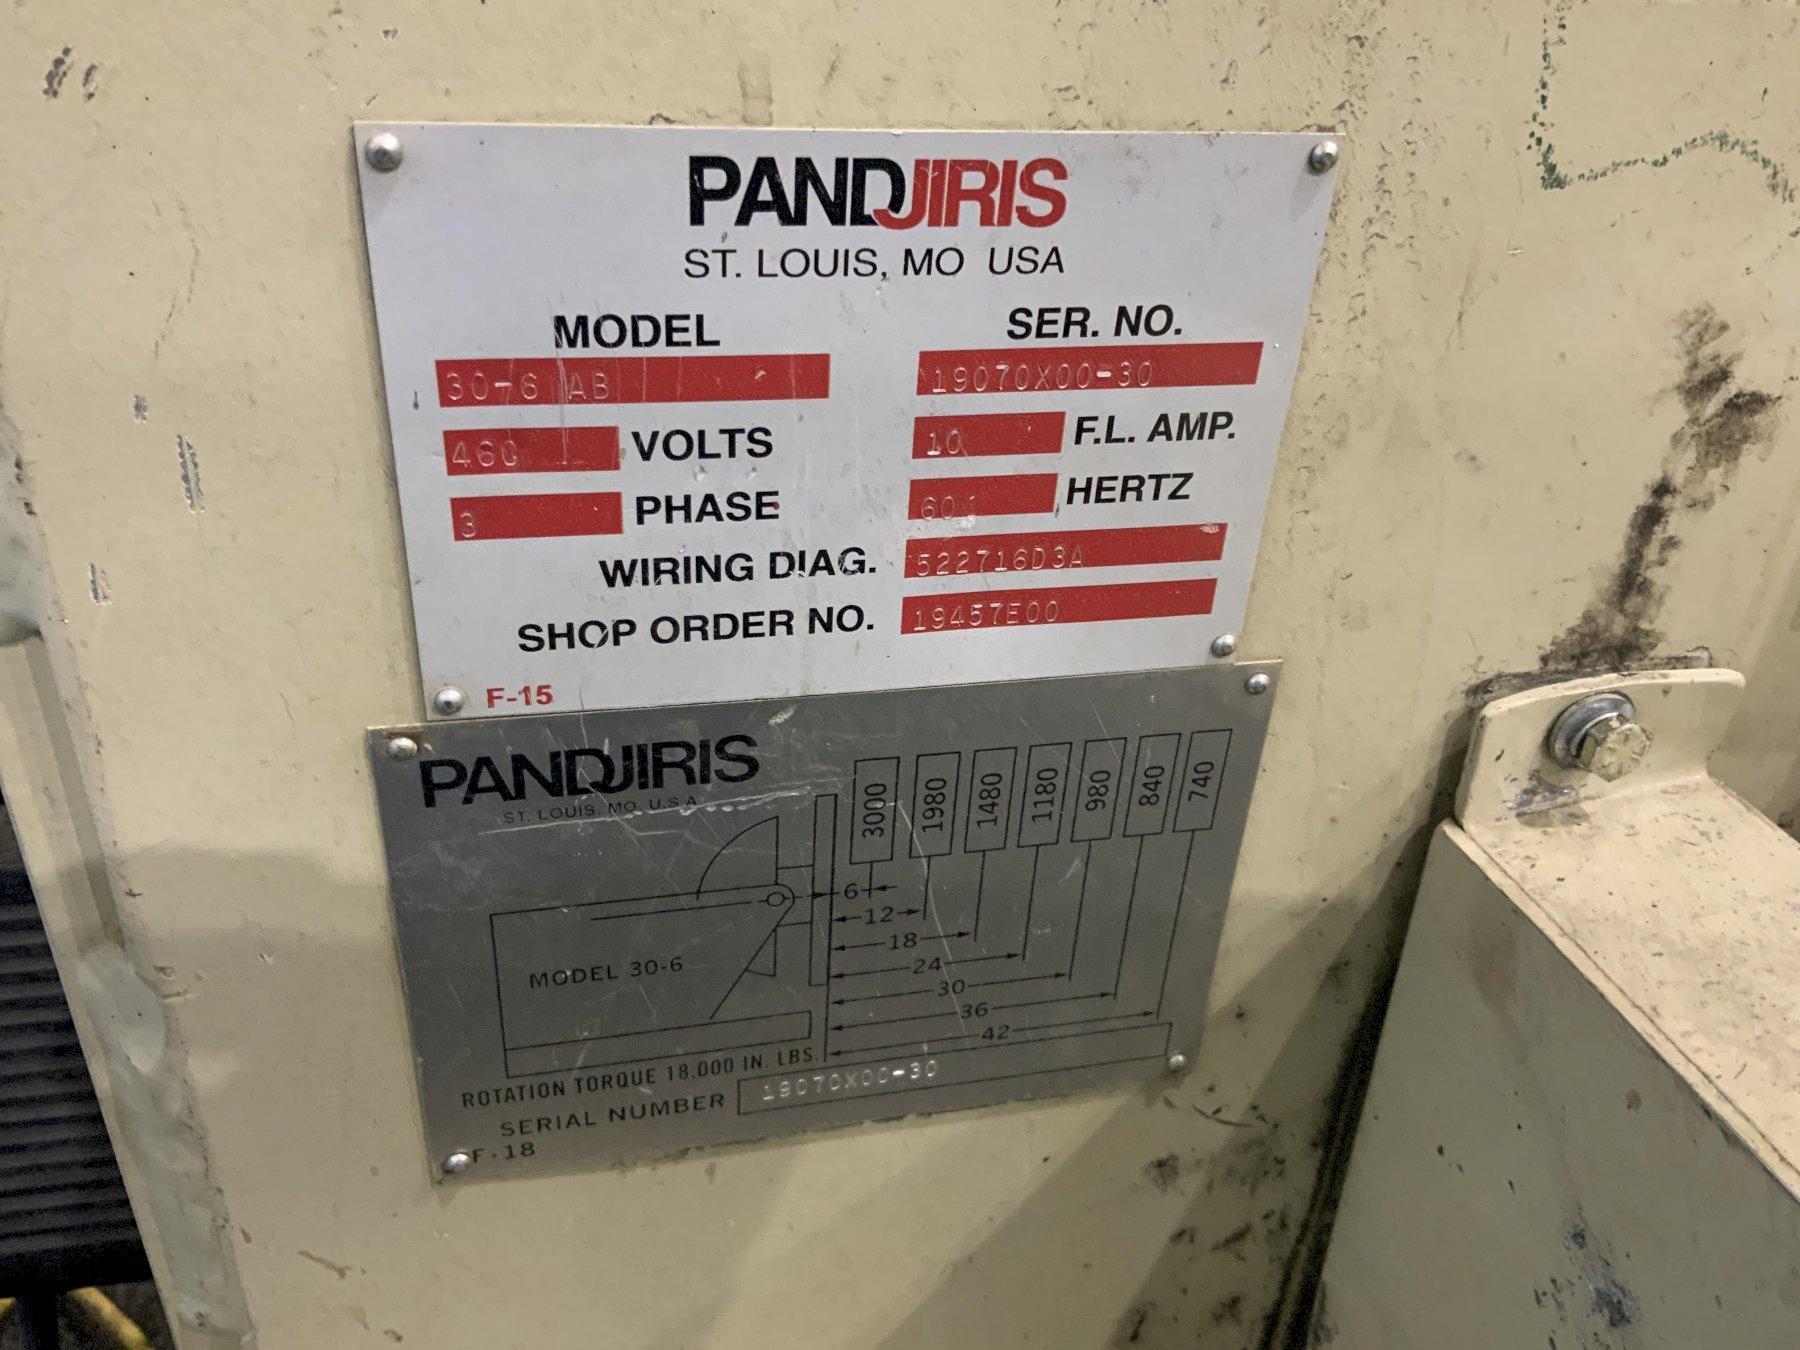 PANDJIRIS
ST. LOUIS, MO USA
MODEL SER. NO.
30-6 AB 19070X00-30
460 VOLTS 10 F.L. AMP.
3 PHASE 60 HERTZ
WIRING DIAG. 522716D3A
SHOP ORDER NO. 19457E00
F-15
PANDJIRIS
ST. LOUIS, MO. U.S.A.
3000 1980 1480 1180 980 840 740
6
12
18
24
30
36
42
MODEL 30-6
ROTATION TORQUE 18,000 IN. LBS.
SERIAL NUMBER 19070X00-30
F-18